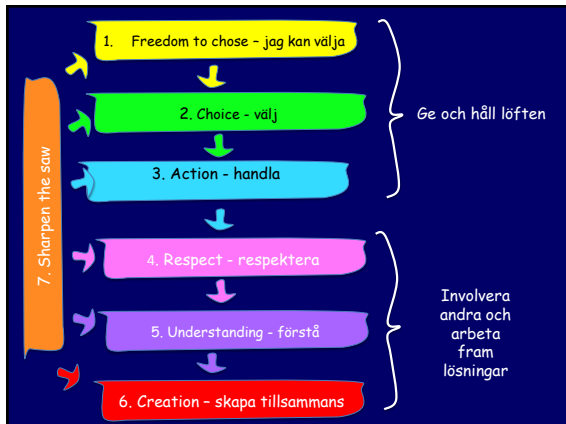 1. Freedom to chose – jag kan välja
2. Choice - välj
3. Action - handla
Ge och håll löften
7. Sharpen the saw
4. Respect - respektera
5. Understanding - förstå
6. Creation – skapa tillsammans
Involvera
andra och
arbeta
fram
lösningar